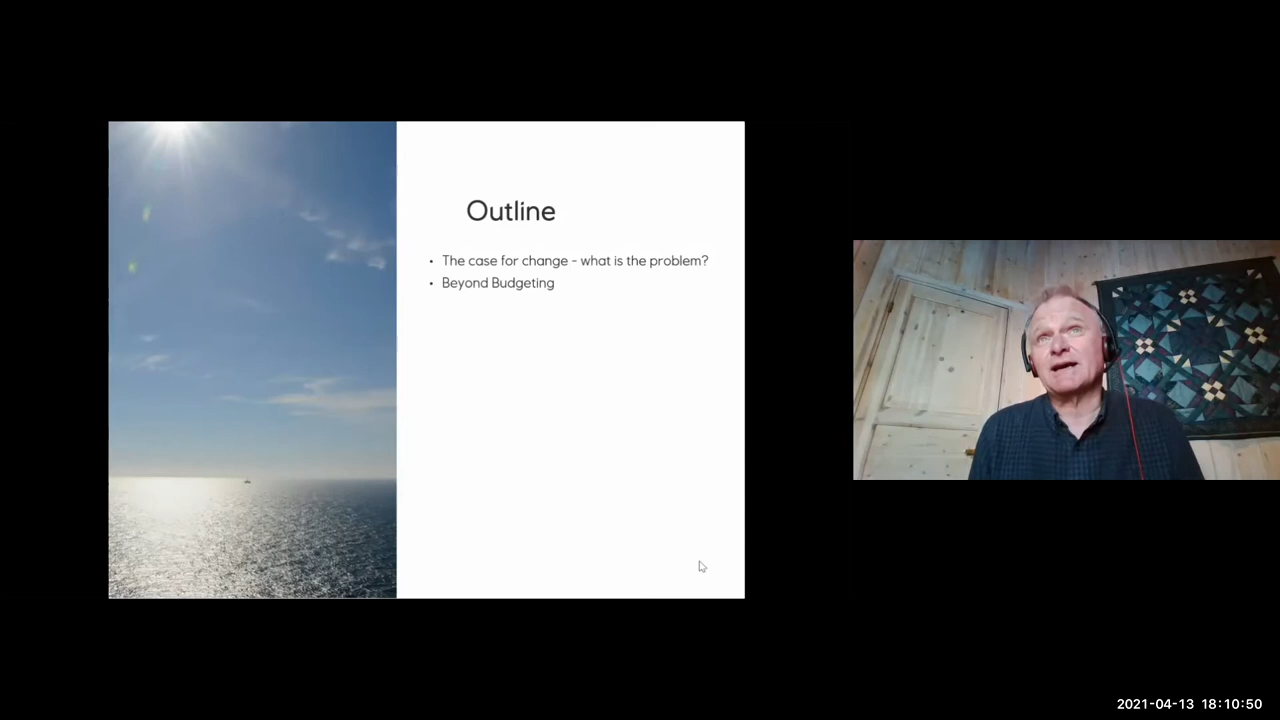 Outline
• The case for change - what is the problem?
• Beyond Budgeting
2021-04-13 18:10:50